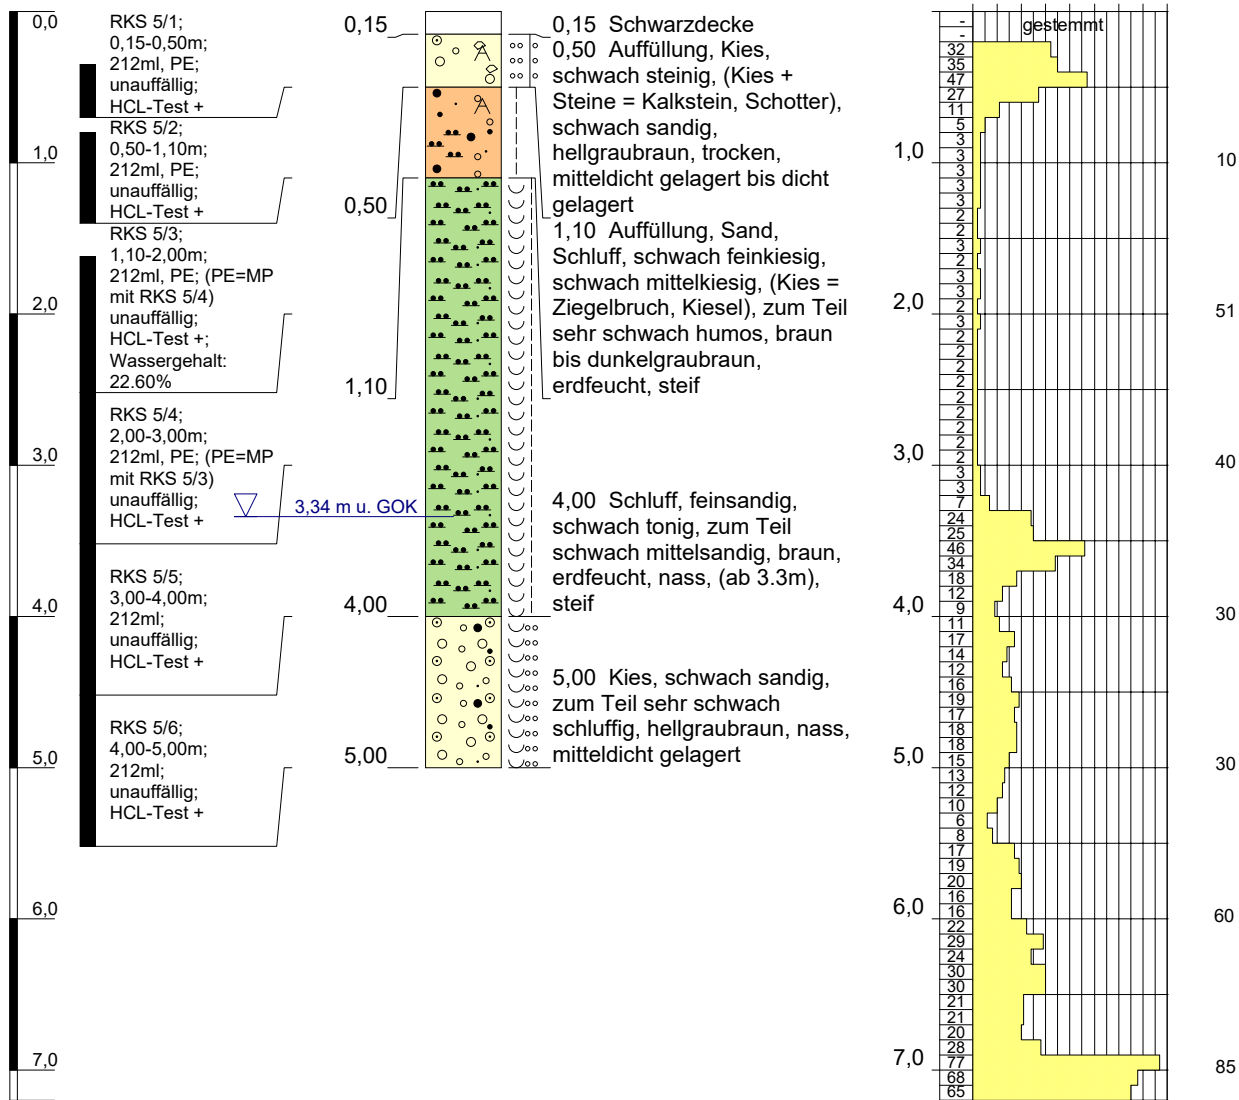 0,0
1,0
2,0
3,0
4,0
5,0
6,0
7,0
RKS 5/1;
0,15-0,50m;
212ml, PE;
unauffällig;
HCL-Test +
RKS 5/2;
0,50-1,10m;
212ml, PE;
unauffällig;
HCL-Test +
RKS 5/3;
1,10-2,00m;
212ml, PE; (PE=MP
mit RKS 5/4)
unauffällig;
HCL-Test +;
Wassergehalt:
22.60%
RKS 5/4;
2,00-3,00m;
212ml, PE; (PE=MP
mit RKS 5/3)
unauffällig;
HCL-Test +
RKS 5/5;
3,00-4,00m;
212ml;
unauffällig;
HCL-Test +
RKS 5/6;
4,00-5,00m;
212ml;
unauffällig;
HCL-Test +
3,34 m u. GOK
0,15
0,50
1,10
4,00
5,00
A
A
0,15 Schwarzdecke
0,50 Auffüllung, Kies,
schwach steinig, (Kies +
Steine = Kalkstein, Schotter),
schwach sandig,
hellgraubraun, trocken,
mitteldicht gelagert bis dicht
gelagert
1,10 Auffüllung, Sand,
Schluff, schwach feinkiesig,
schwach mittelkiesig, (Kies =
Ziegelbruch, Kiesel), zum Teil
sehr schwach humos, braun
bis dunkelgraubraun,
erdfeucht, steif
4,00 Schluff, feinsandig,
schwach tonig, zum Teil
schwach mittelsandig, braun,
erdfeucht, nass, (ab 3.3m),
steif
5,00 Kies, schwach sandig,
zum Teil sehr schwach
schluffig, hellgraubraun, nass,
mitteldicht gelagert
1,0
2,0
3,0
4,0
5,0
6,0
7,0
gestemmt
-
-
32
35
47
27
11
5
3
3
3
3
3
2
2
3
2
3
3
2
3
2
2
2
2
2
2
2
2
2
3
3
7
24
25
46
34
18
12
9
11
17
14
12
16
19
17
18
18
15
13
12
10
6
8
17
19
20
16
16
22
29
24
30
30
21
21
20
28
77
68
65
10
51
40
30
30
60
85